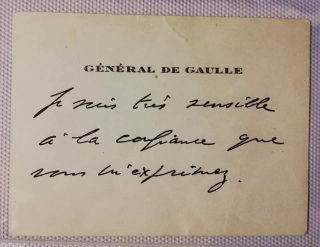 GÉNÉRAL DE GAULLE
Je suis très sensible
à la confiance que
vous m'exprimez.